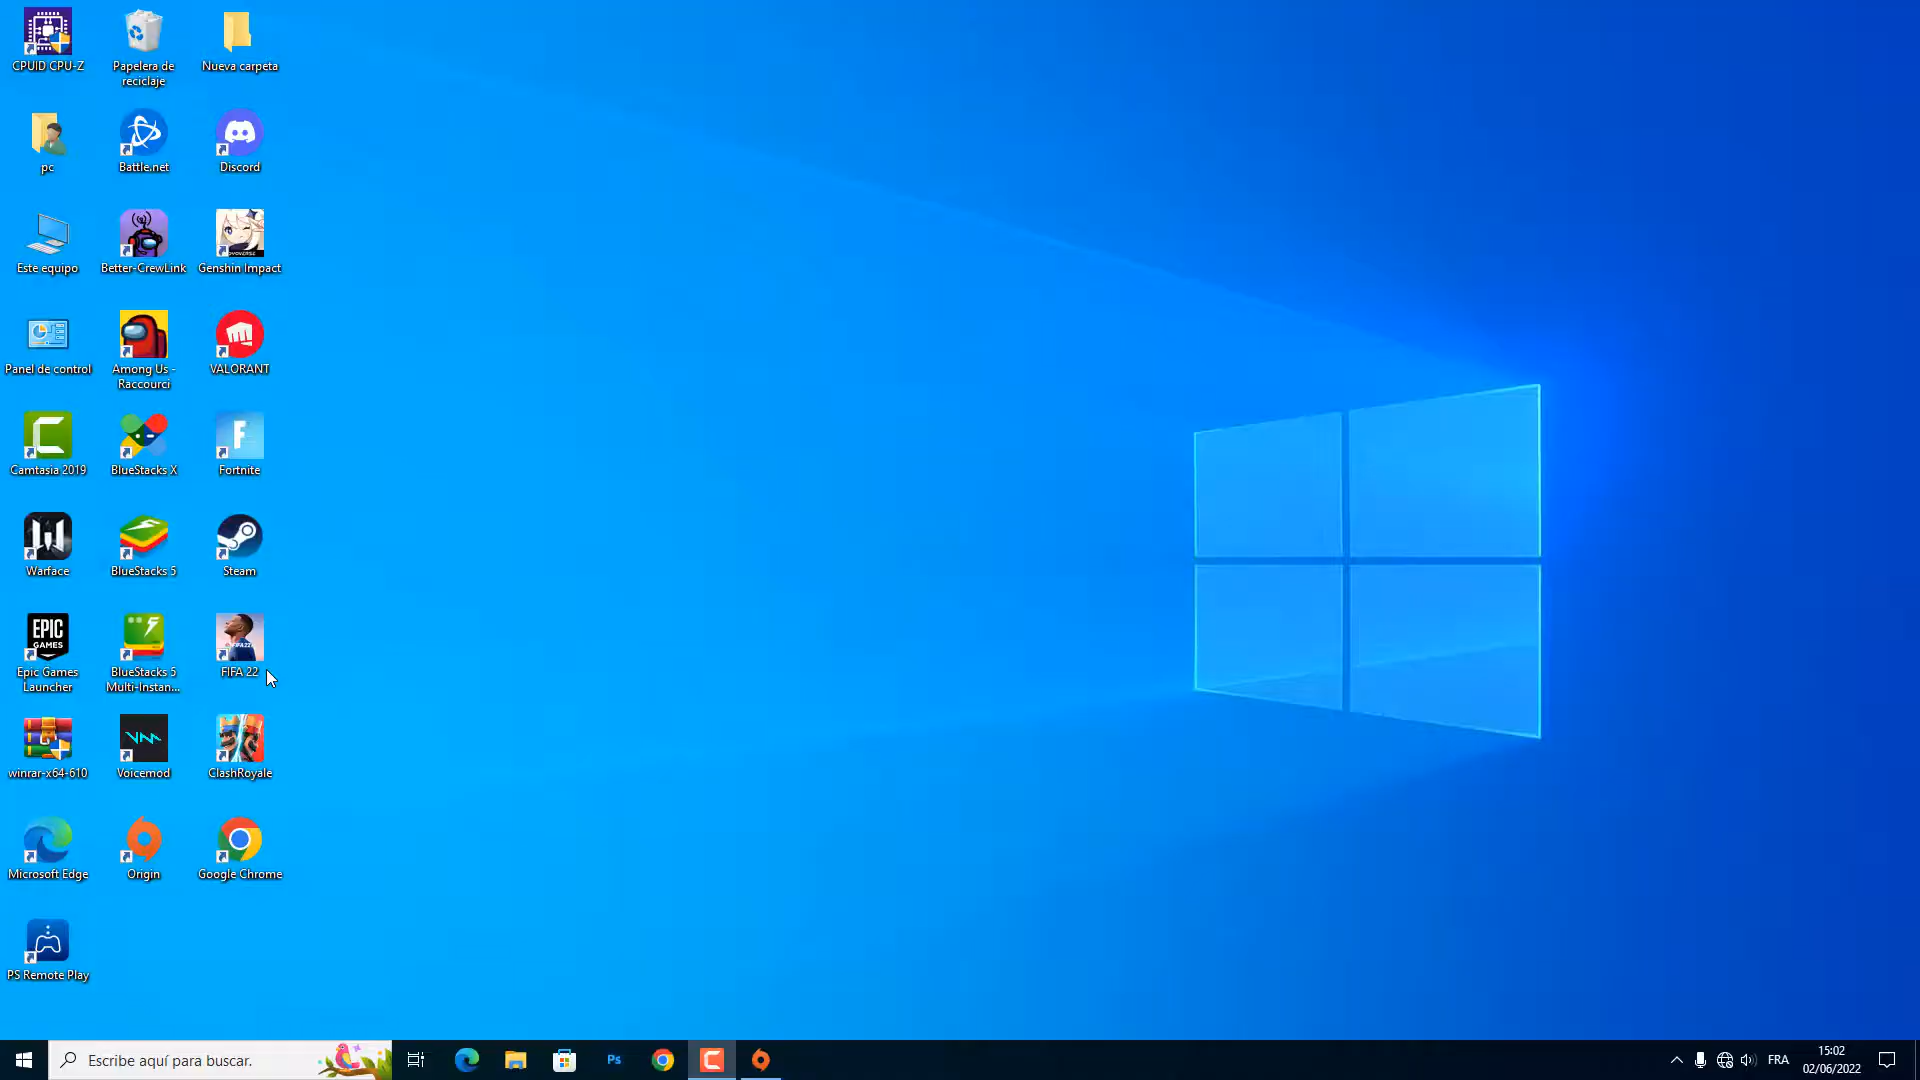 CPUID CPU-Z
Papelera de
reciclaje
Nueva carpeta
pc
Battle.net
Discord
Este equipo
Better-CrewLink
Genshin Impact
Panel de control
Among Us -
Raccourci
VALORANT
Camtasia 2019
BlueStacks X
F
Fortnite
Warface
BlueStacks 5
Steam
EPIC
GAMES
Epic Games
Launcher
BlueStacks 5
Multi-Instan...
FIFA 22
winrar-x64-610
Voicemod
ClashRoyale
Microsoft Edge
Origin
Google Chrome
PS Remote Play
Escribe aquí para buscar.
Ps
FRA
15:02
02/06/2022